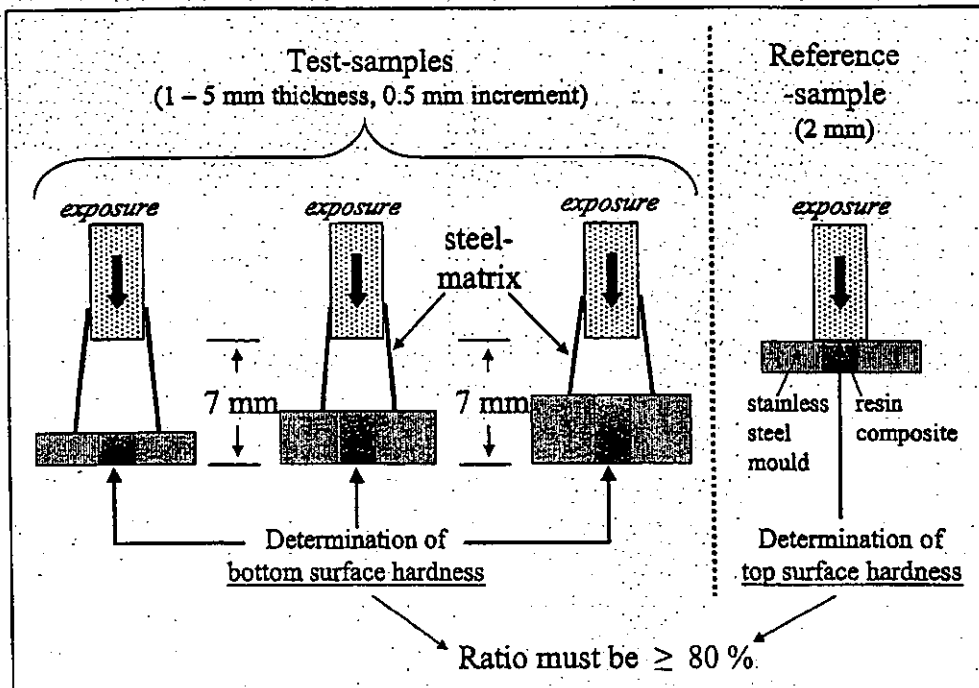 Test-samples
(1 – 5 mm thickness, 0.5 mm increment)
Reference
-sample
(2 mm)
exposure
exposure
exposure
exposure
steel-
matrix
7 mm
7 mm
stainless
steel
mould
resin
composite
Determination of
bottom surface hardness
Determination of
top surface hardness
Ratio must be ≥ 80 %